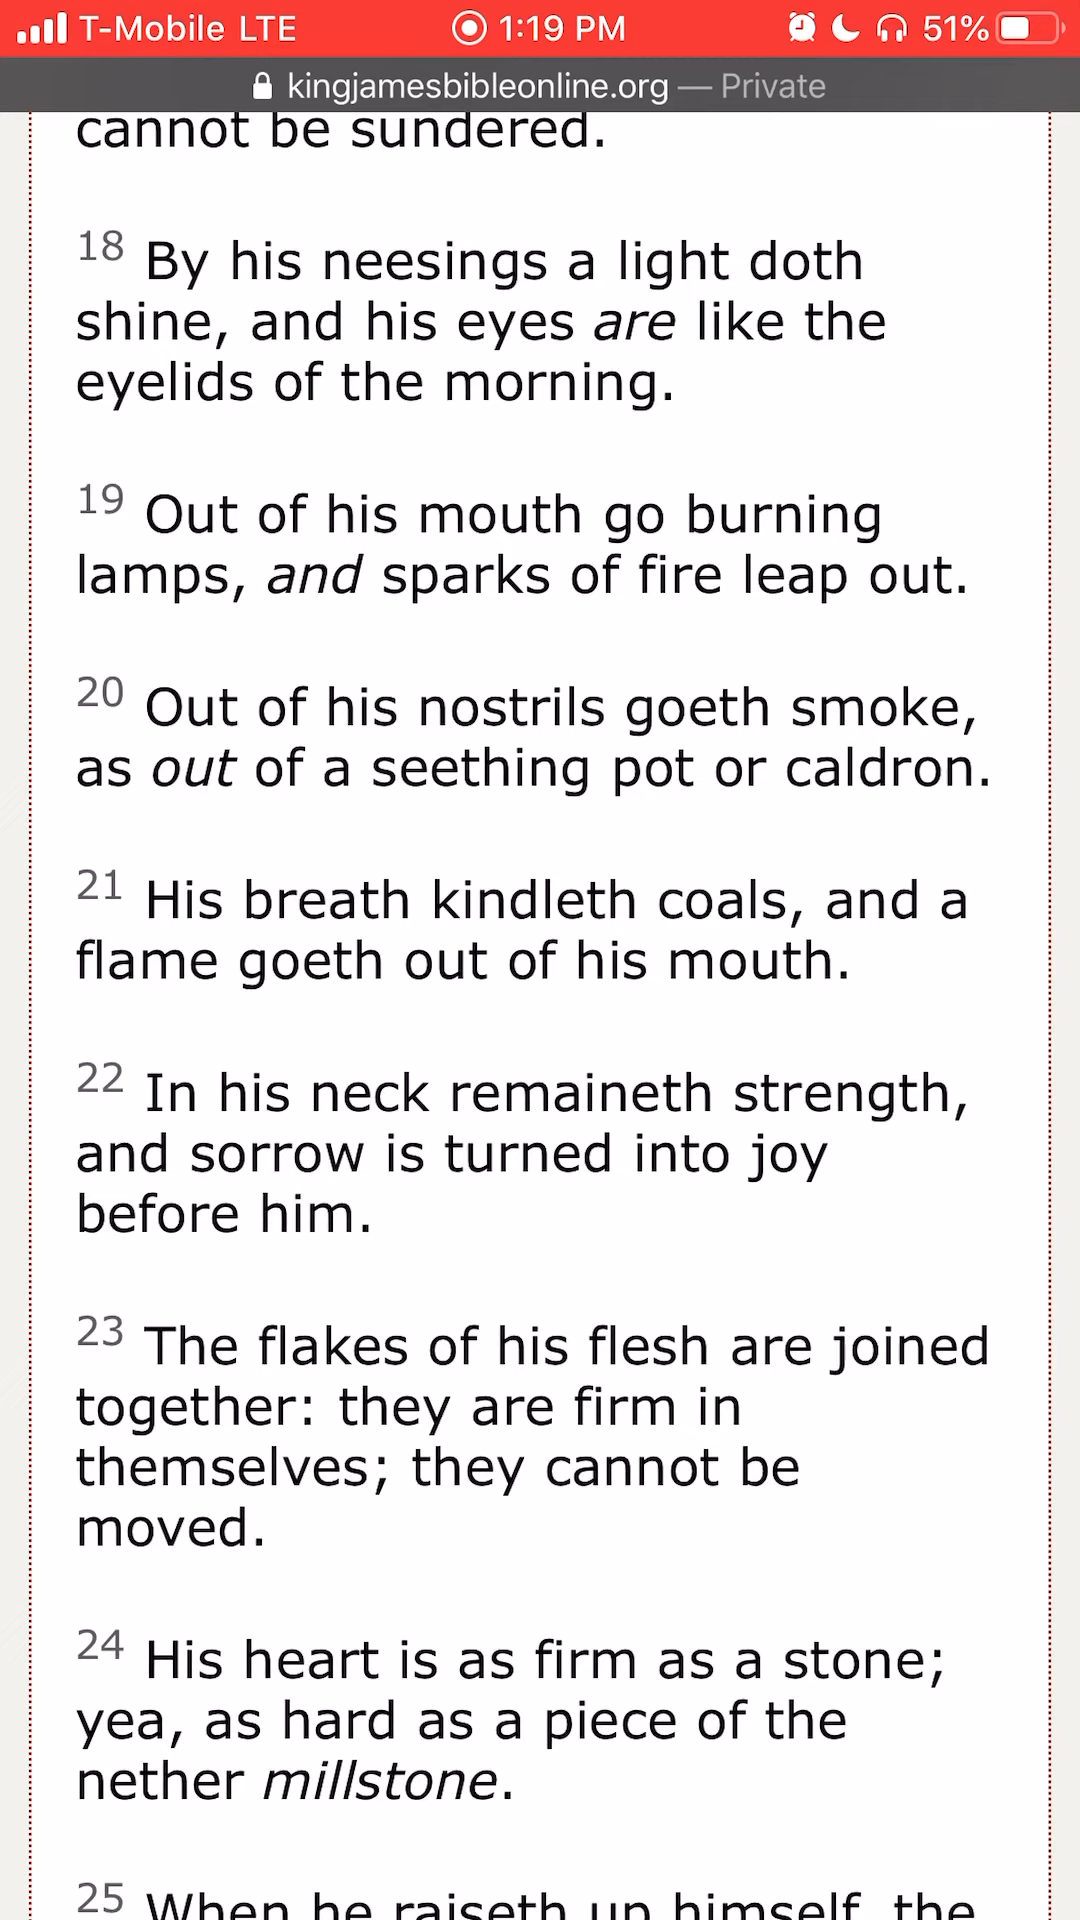 T-Mobile LTE 1:19 PM 51%
kingjamesbibleonline.org — Private
cannot be sundered.
18 By his neesings a light doth
shine, and his eyes are like the
eyelids of the morning.
19 Out of his mouth go burning
lamps, and sparks of fire leap out.
20 Out of his nostrils goeth smoke,
as out of a seething pot or caldron.
21 His breath kindleth coals, and a
flame goeth out of his mouth.
22 In his neck remaineth strength,
and sorrow is turned into joy
before him.
23 The flakes of his flesh are joined
together: they are firm in
themselves; they cannot be
moved.
24 His heart is as firm as a stone;
yea, as hard as a piece of the
nether millstone.
25 When he raiseth up himself, the